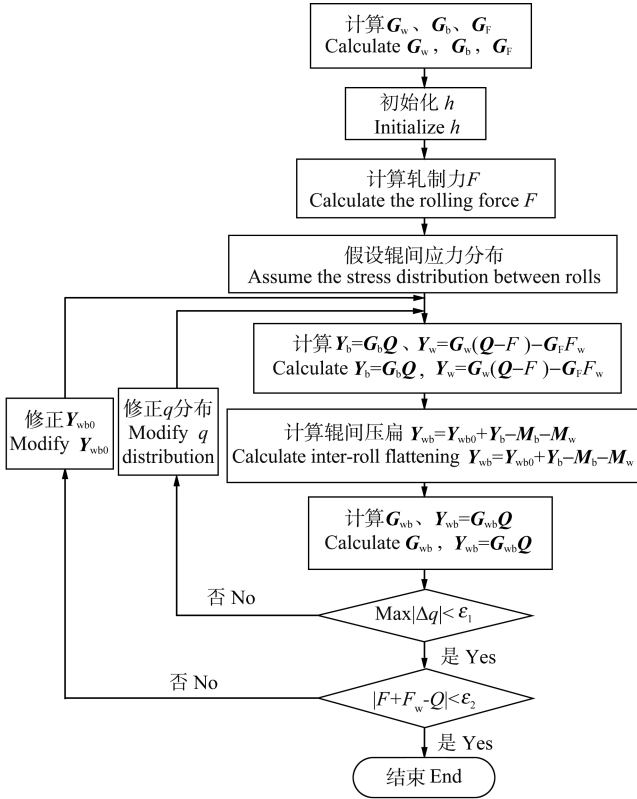 计算Gw、Gb、GF
Calculate Gw, Gb, GF
初始化 h
Initialize h
计算轧制力F
Calculate the rolling force F
假设辊间应力分布
Assume the stress distribution between rolls
计算Yb=GbQ、Yw=Gw(Q−F)−GFFw
Calculate Yb=GbQ, Yw=Gw(Q−F)−GFFw
修正Ywb0
Modify Ywb0
修正q分布
Modify q
distribution
计算辊间压扁 Ywb=Ywb0+Yb−Mb−Mw
Calculate inter-roll flattening Ywb=Ywb0+Yb−Mb−Mw
计算Gwb、Ywb=GwbQ
Calculate Gwb, Ywb=GwbQ
否 No
Max|Δq|<ε1
是 Yes
否 No
|F+Fw-Q|<ε2
是 Yes
结束 End